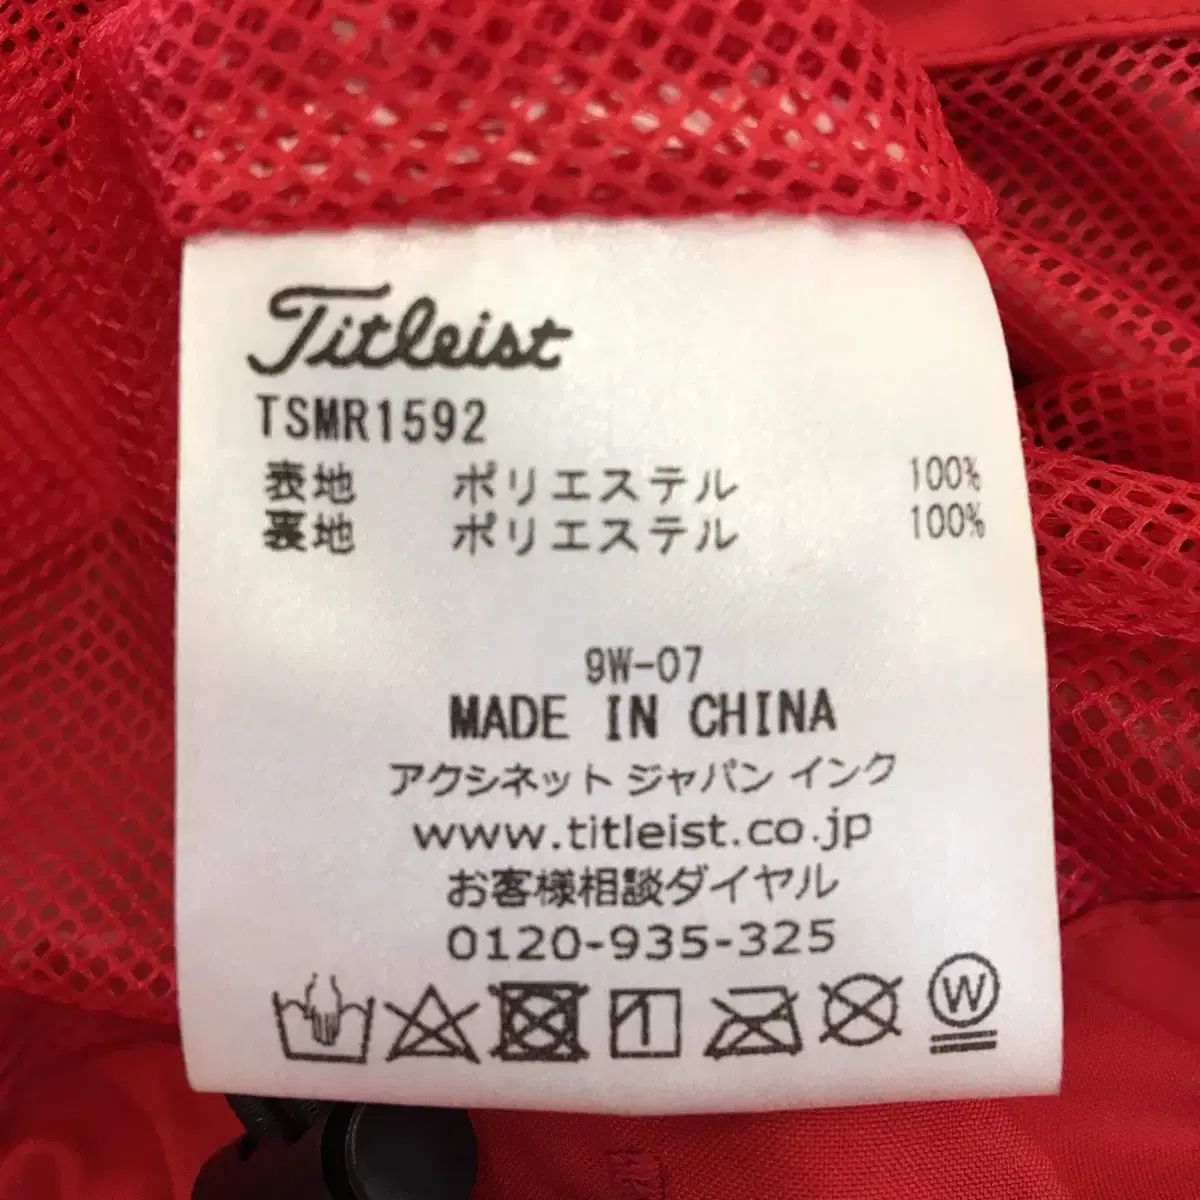 Titleist
TSMR1592
表地 ポリエステル 100%
裏地 ポリエステル 100%
9W-07
MADE IN CHINA
アクシネット ジャパン インク
www.titleist.co.jp
お客様相談ダイヤル
0120-935-325
W